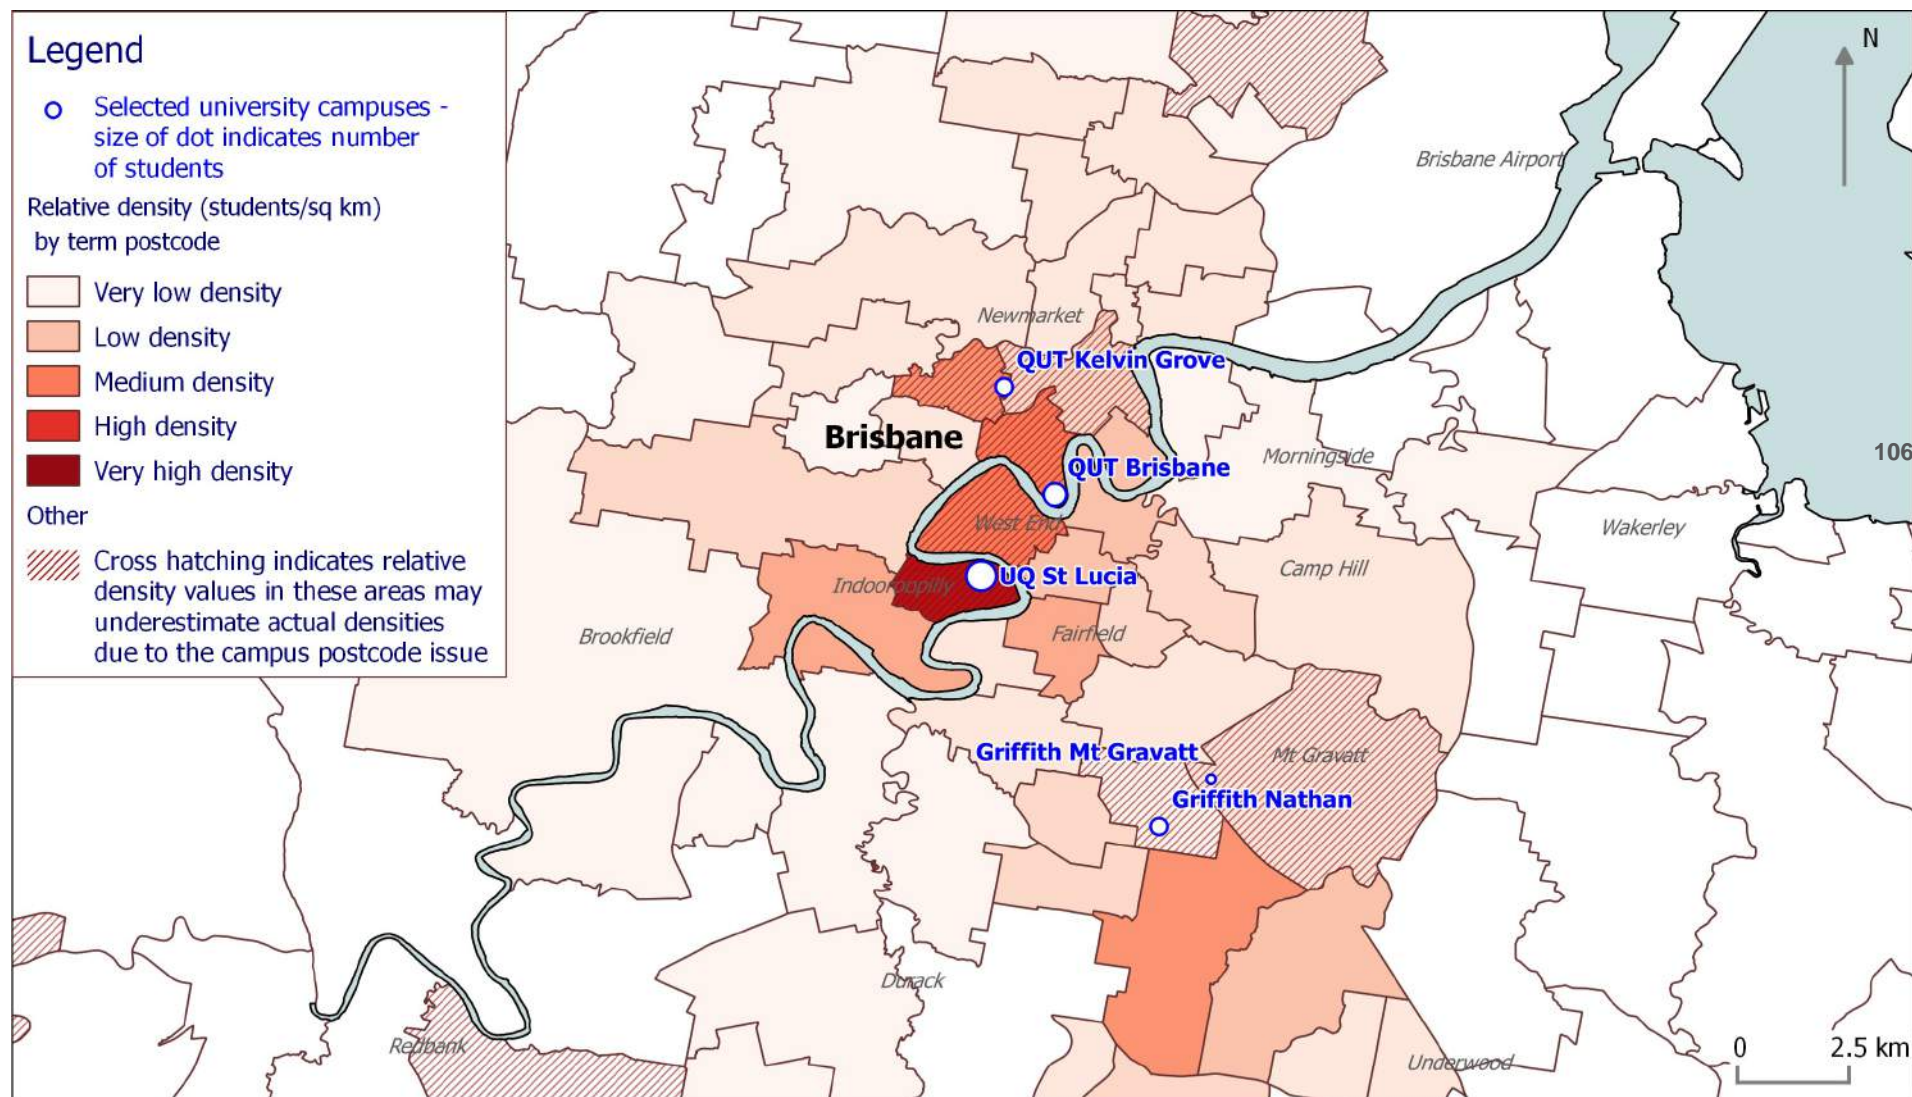 Legend
Selected university campuses -
size of dot indicates number
of students
Relative density (students/sq km)
by term postcode
Very low density
Low density
Medium density
High density
Very high density
Other
Cross hatching indicates relative
density values in these areas may
underestimate actual densities
due to the campus postcode issue
N
Brisbane Airport
Newmarket
QUT Kelvin Grove
Brisbane
Morningside
106
QUT Brisbane
West End
Wakerley
Camp Hill
UQ St Lucia
Indooroopilly
Brookfield
Fairfield
Griffith Mt Gravatt
Mt Gravatt
Griffith Nathan
Durack
Redbank
Underwood
0 2.5 km